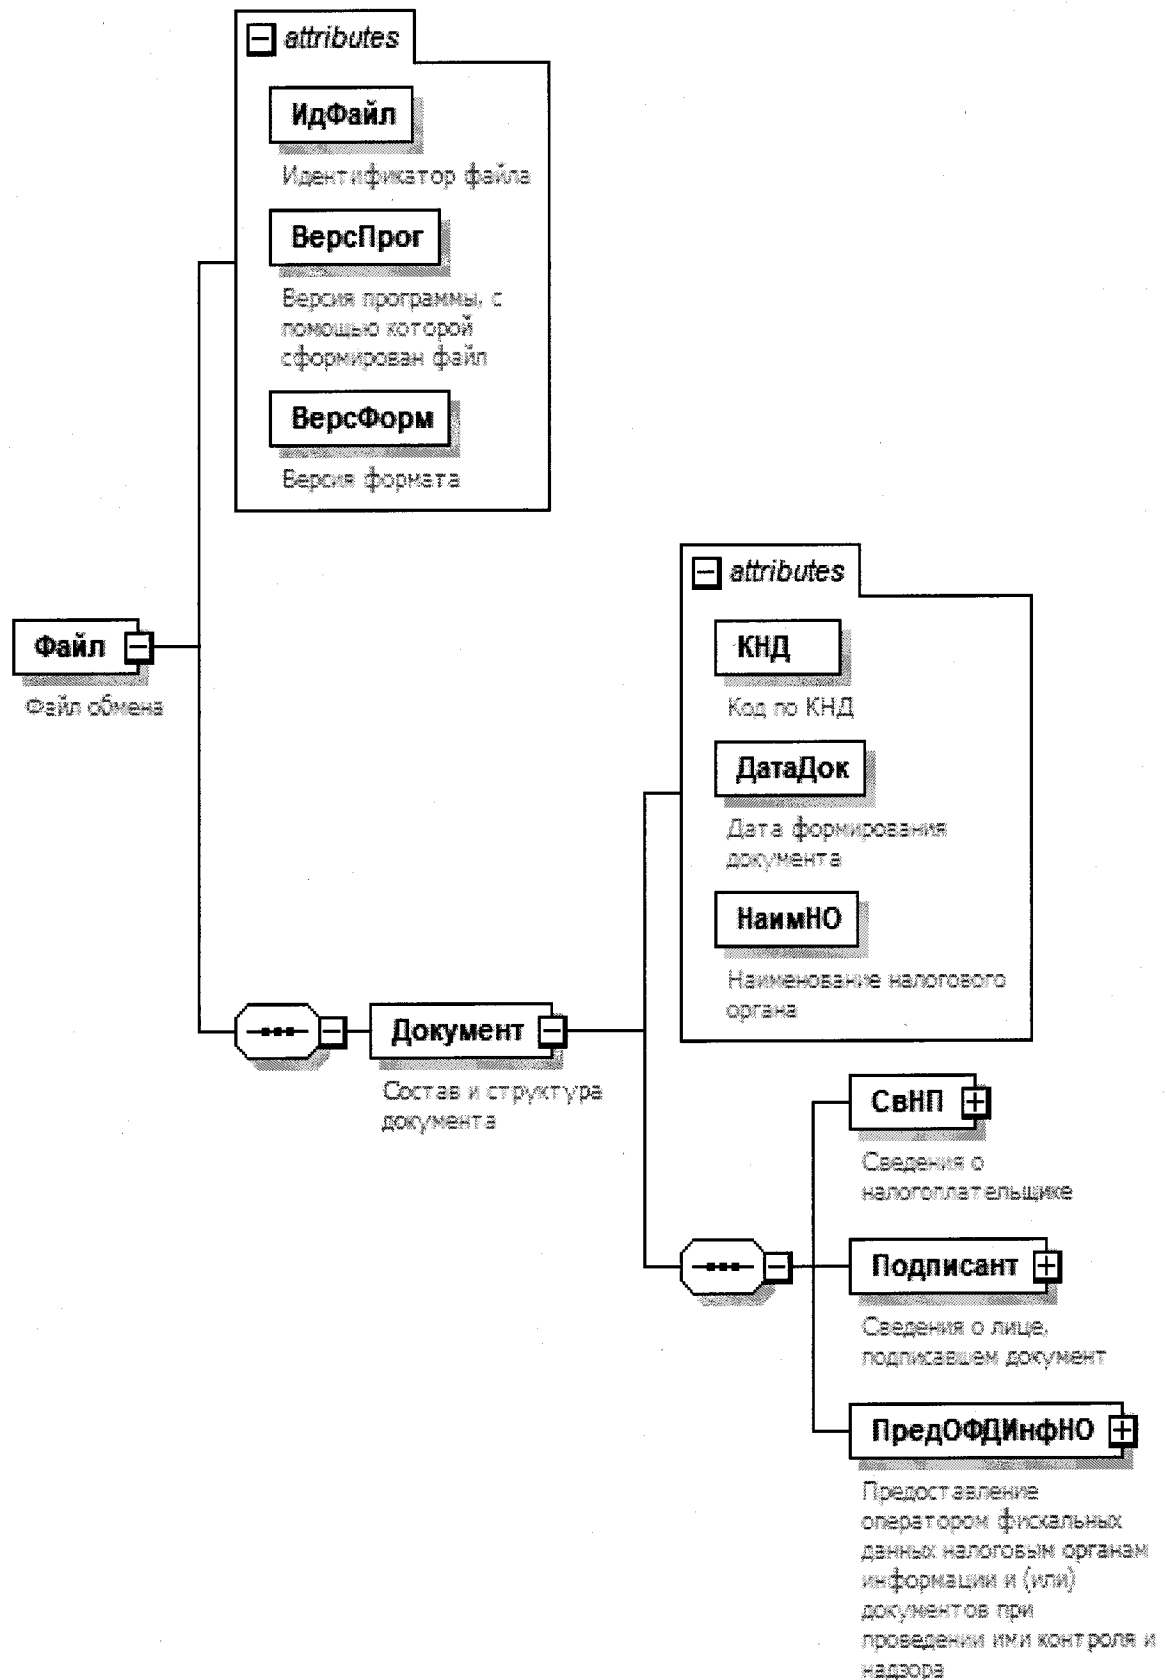 attributes
ИдФайл
Идентификатор файла
ВерсПрог
Версия программы, с
помощью которой
сформирован файл
ВерсФорм
Версия формата
Файл
Файл обмена
attributes
КНД
Код по КНД
ДатаДок
Дата формирования
документа
НаимНО
Наименование налогового
органа
Документ
Состав и структура
документа
СвНП
Сведения о
налогоплательщике
Подписант
Сведения о лице,
подписавшем документ
ПредОФДИнфНО
Предоставление
оператором фискальных
данных налоговым органам
информации и (или)
документов при
проведении ими контроля и
надзора